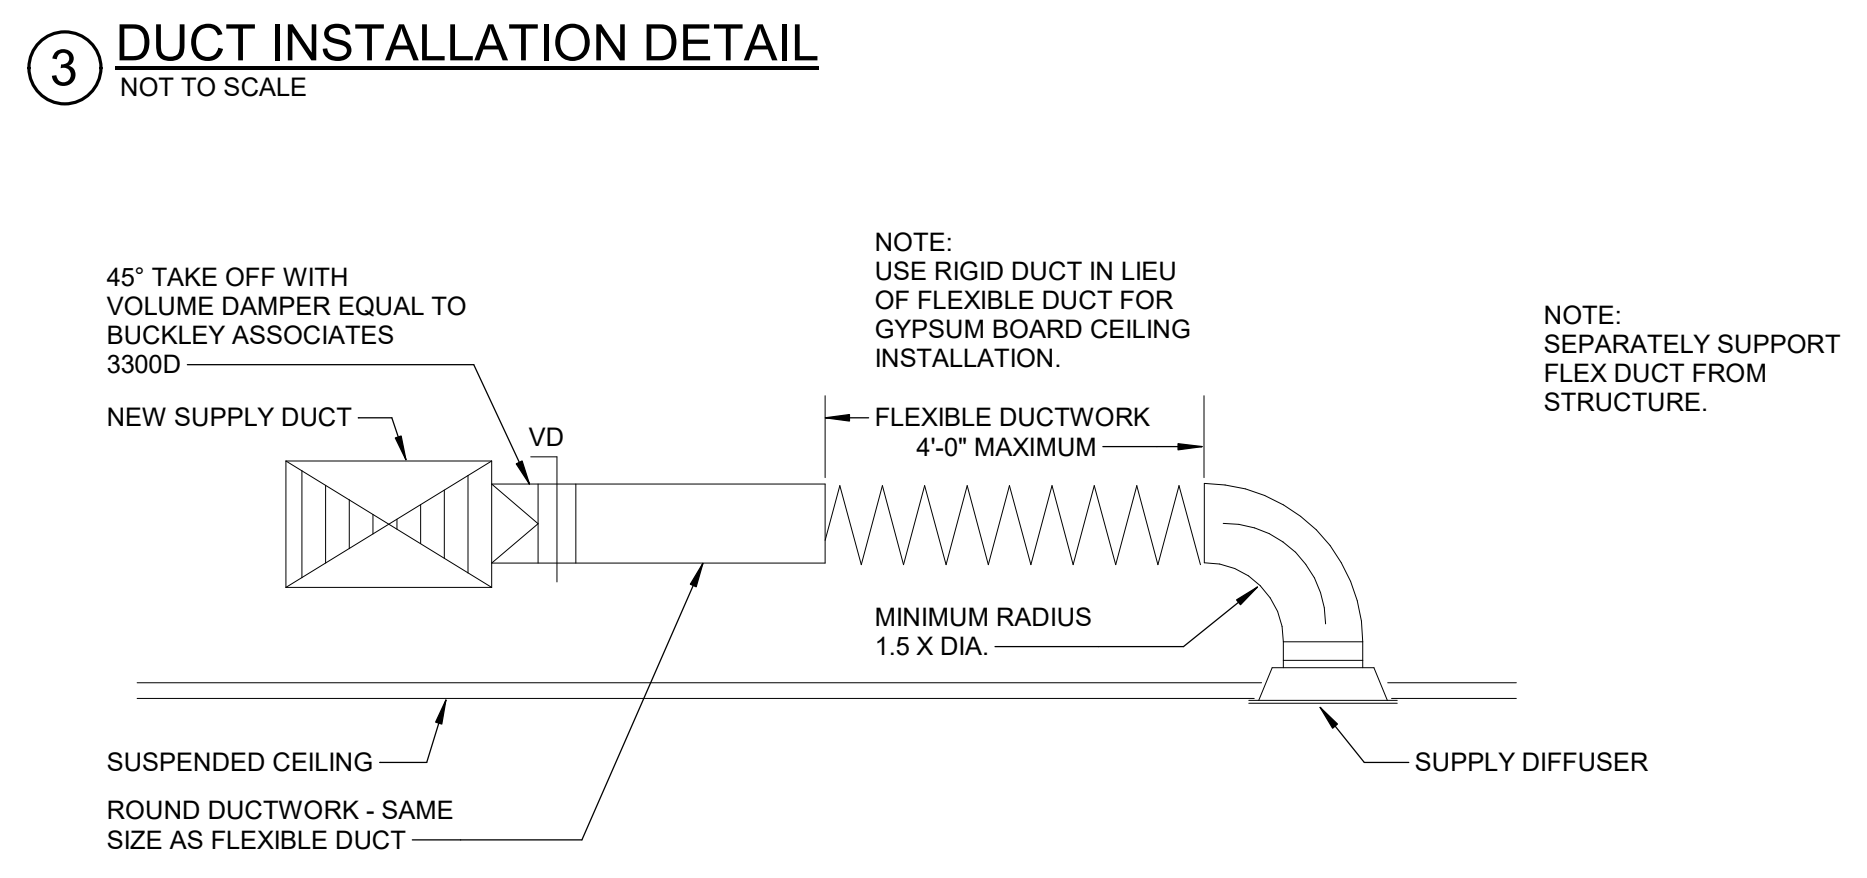 3
DUCT INSTALLATION DETAIL
NOT TO SCALE
45° TAKE OFF WITH
VOLUME DAMPER EQUAL TO
BUCKLEY ASSOCIATES
3300D
NEW SUPPLY DUCT
VD
NOTE:
USE RIGID DUCT IN LIEU
OF FLEXIBLE DUCT FOR
GYPSUM BOARD CEILING
INSTALLATION.
FLEXIBLE DUCTWORK
4'-0" MAXIMUM
NOTE:
SEPARATELY SUPPORT
FLEX DUCT FROM
STRUCTURE.
MINIMUM RADIUS
1.5 X DIA.
SUSPENDED CEILING
ROUND DUCTWORK - SAME
SIZE AS FLEXIBLE DUCT
SUPPLY DIFFUSER